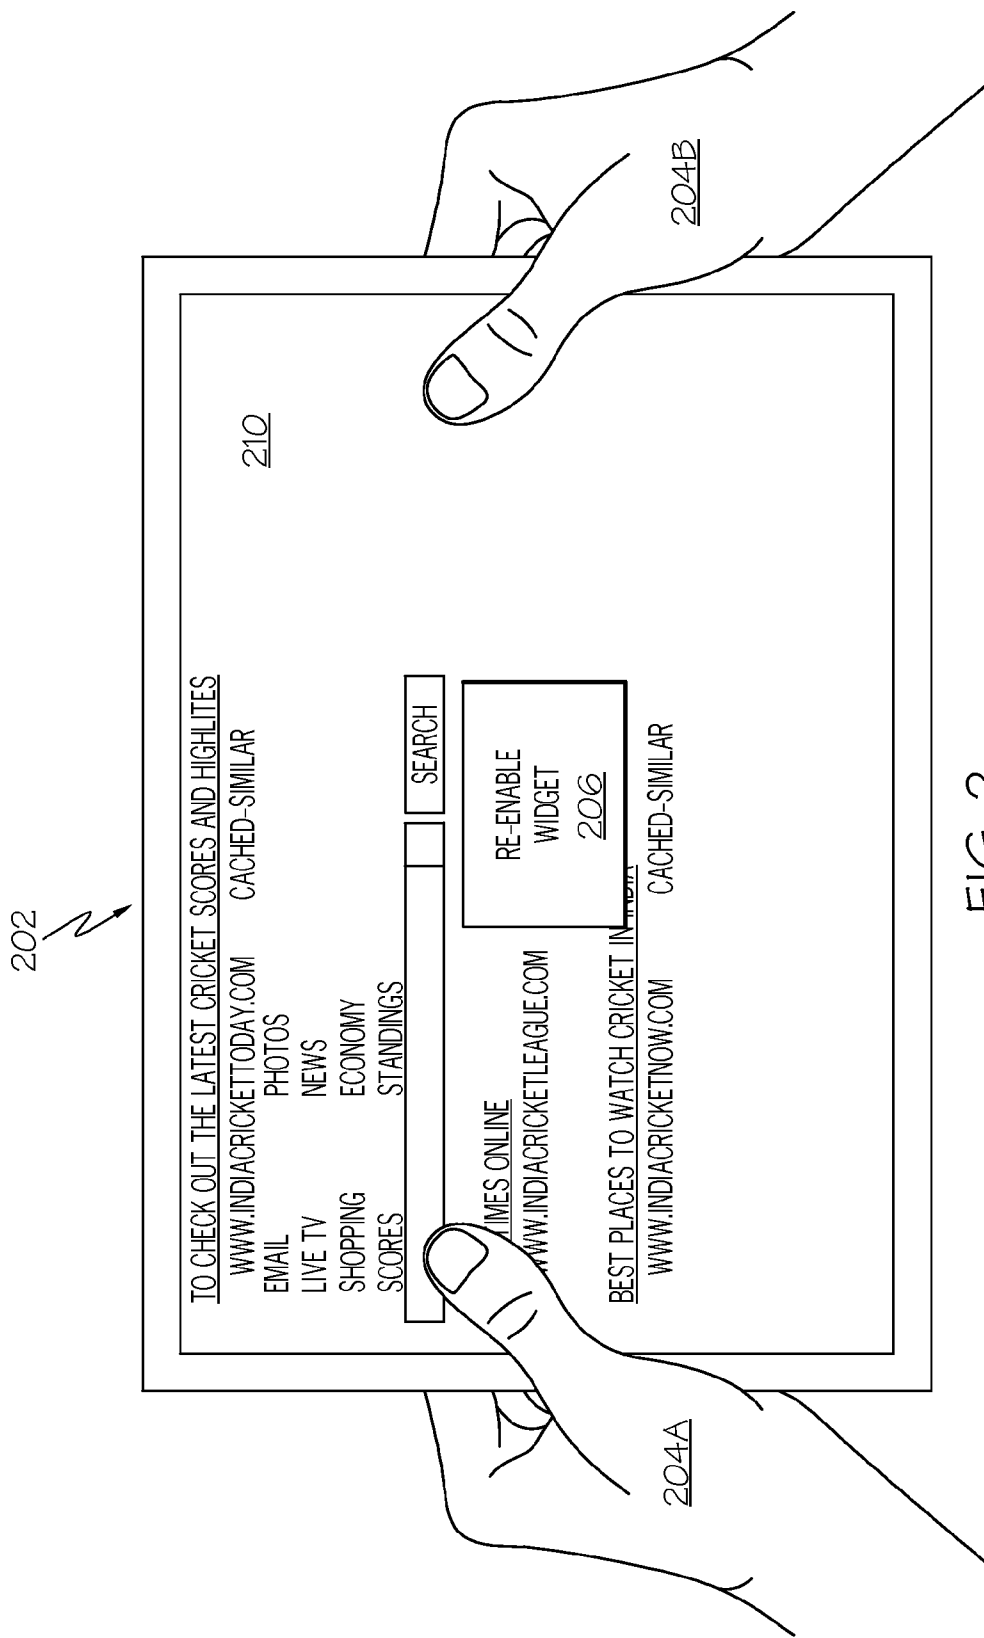 202
TO CHECK OUT THE LATEST CRICKET SCORES AND HIGHLITES
WWW.INDIACRICKETTODAY.COM CACHED-SIMILAR
210
EMAIL PHOTOS
LIVE TV NEWS
SHOPPING ECONOMY
SCORES STANDINGS
SEARCH
TIMES ONLINE
WWW.INDIACRICKETLEAGUE.COM
RE-ENABLE
WIDGET
206
BEST PLACES TO WATCH CRICKET IN INDIA
WWW.INDIACRICKETNOW.COM CACHED-SIMILAR
204A
204B
FIG. 2